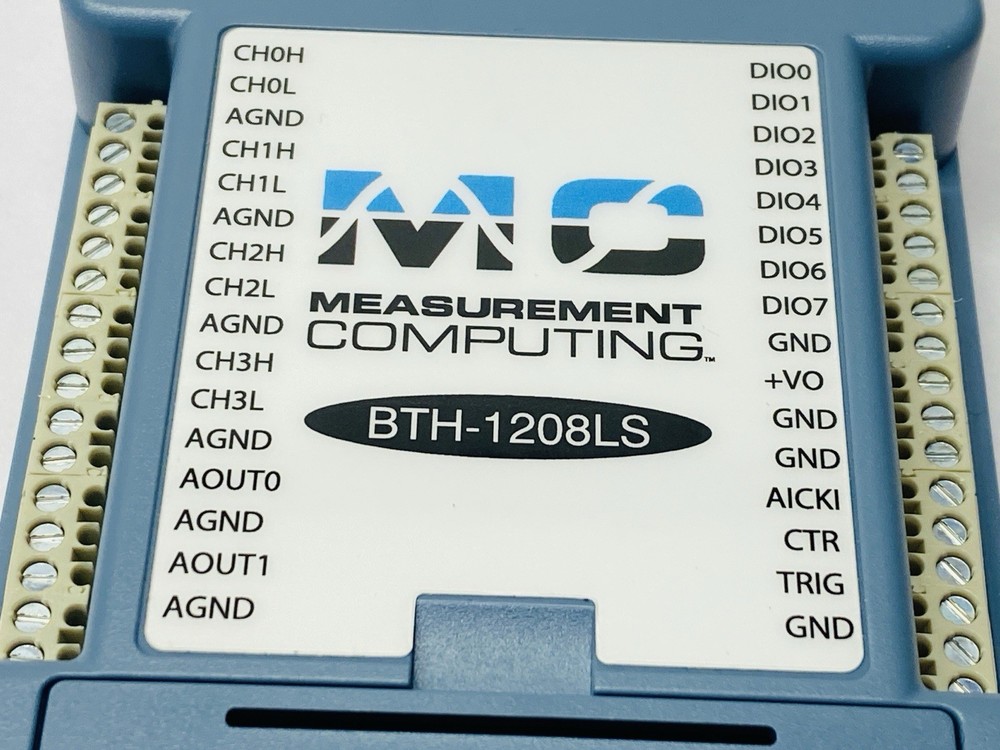 CH0H
CH0L
AGND
CH1H
CH1L
AGND
CH2H
CH2L
AGND
CH3H
CH3L
AGND
AOUT0
AGND
AOUT1
AGND
MC
MEASUREMENT
COMPUTING™
BTH-1208LS
DIO0
DIO1
DIO2
DIO3
DIO4
DIO5
DIO6
DIO7
GND
+VO
GND
GND
AICKI
CTR
TRIG
GND